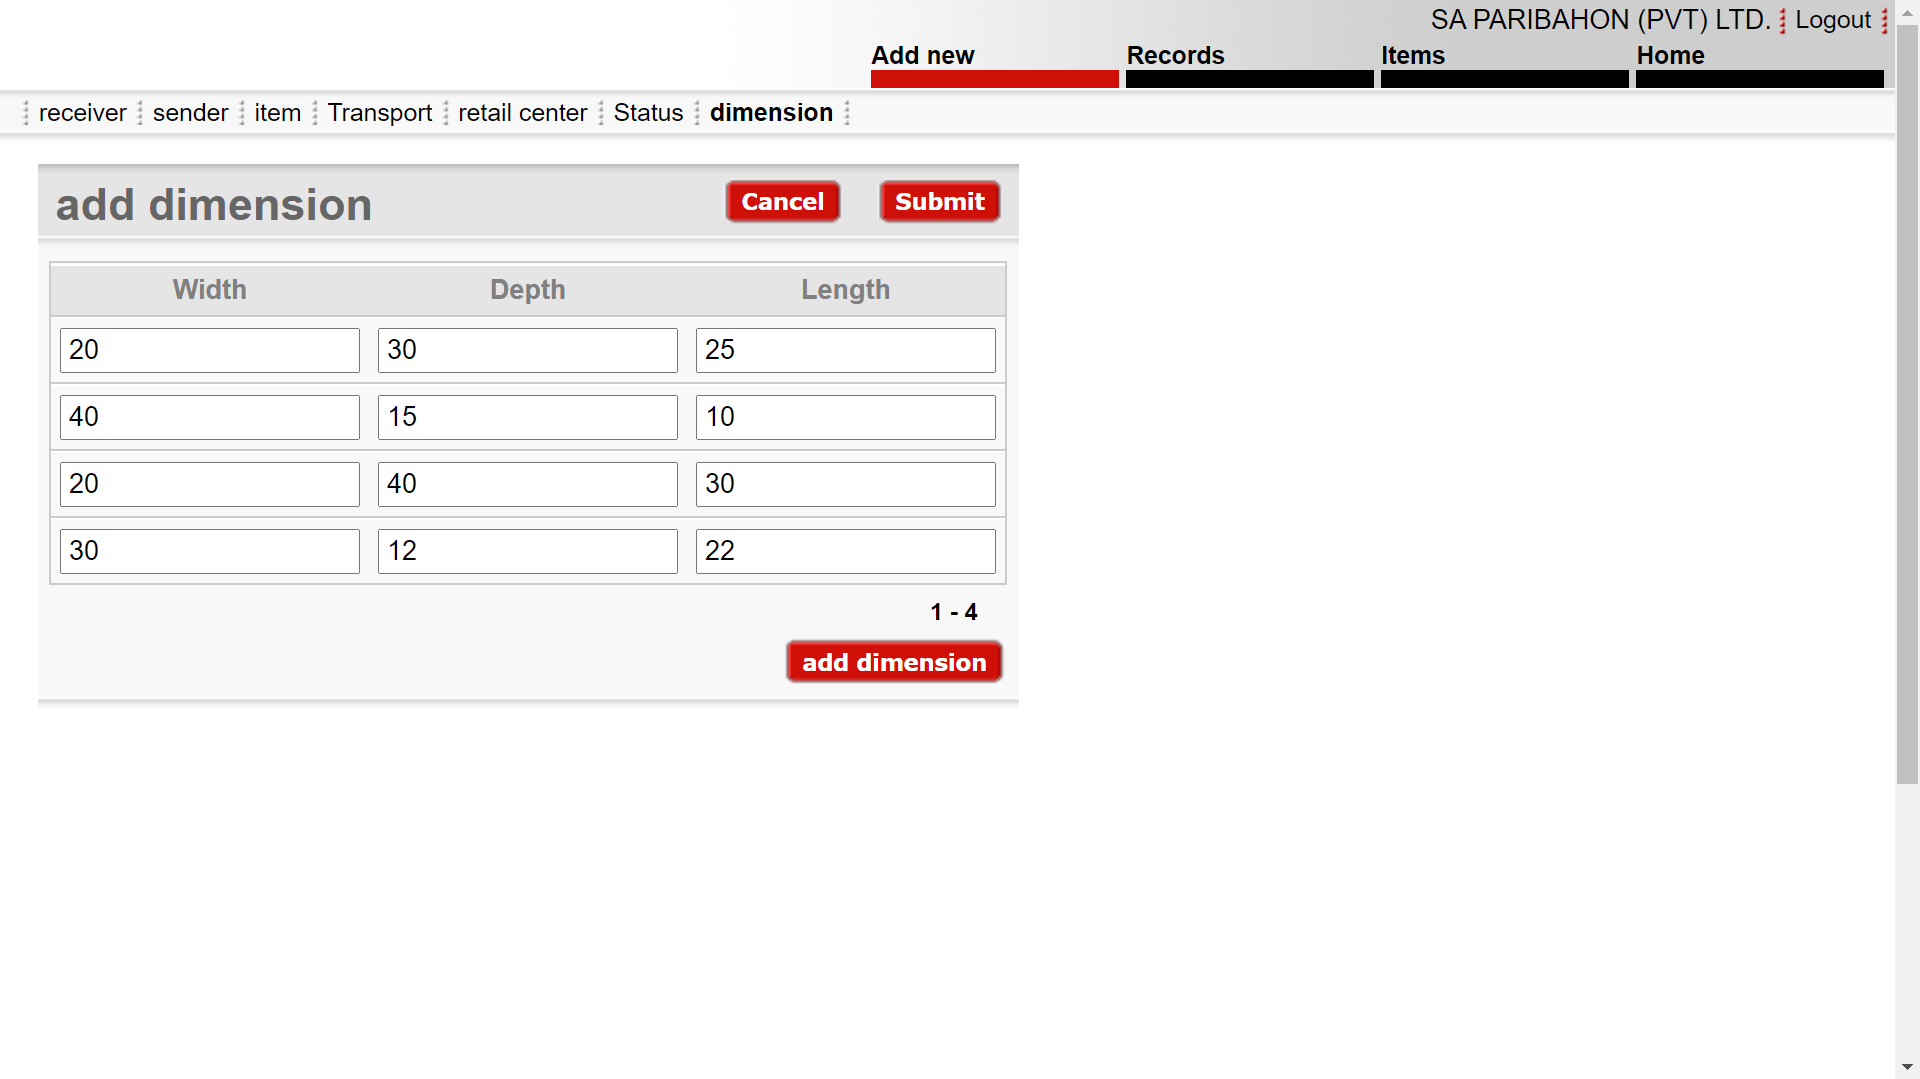 SA PARIBAHON (PVT) LTD. Logout
Add new Records Items Home
receiver sender item Transport retail center Status dimension
add dimension Cancel Submit
Width Depth Length
20 30 25
40 15 10
20 40 30
30 12 22
1 - 4
add dimension